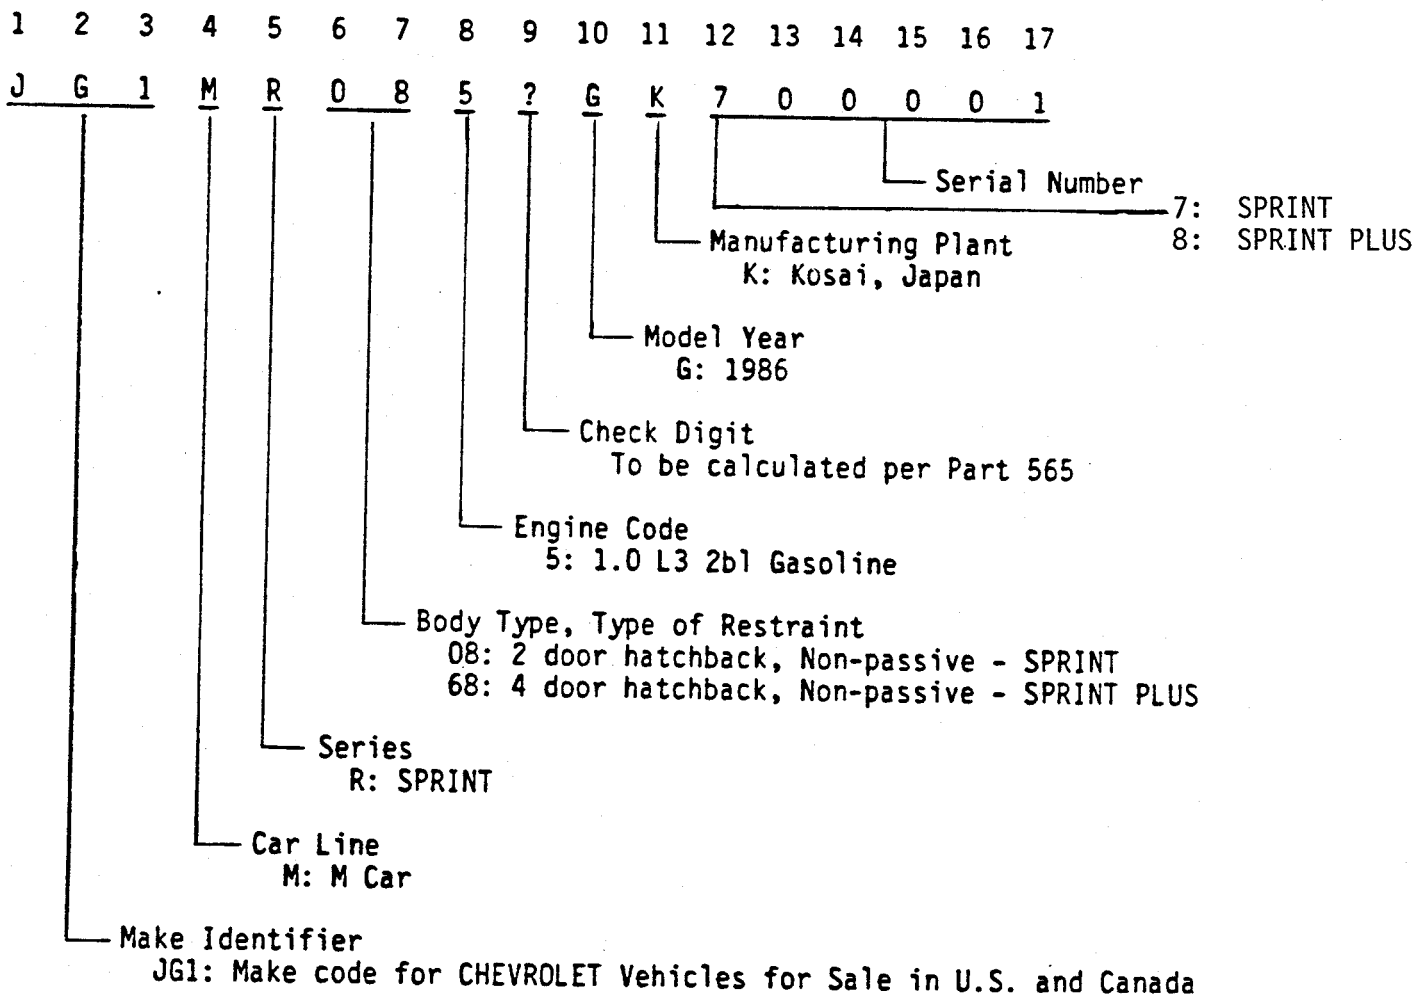 1 2 3 4 5 6 7 8 9 10 11 12 13 14 15 16 17
J G 1 M R 0 8 5 ? G K 7 0 0 0 0 1
Serial Number
7: SPRINT
8: SPRINT PLUS
Manufacturing Plant
K: Kosai, Japan
Model Year
G: 1986
Check Digit
To be calculated per Part 565
Engine Code
5: 1.0 L3 2bl Gasoline
Body Type, Type of Restraint
08: 2 door hatchback, Non-passive - SPRINT
68: 4 door hatchback, Non-passive - SPRINT PLUS
Series
R: SPRINT
Car Line
M: M Car
Make Identifier
JG1: Make code for CHEVROLET Vehicles for Sale in U.S. and Canada